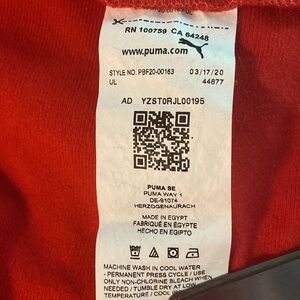 RN 100759 CA 64248
www.puma.com
STYLE NO. PBF20-00163 03/17/20
UL 44877
AD YZST0RJL00195
PUMA SE
PUMA WAY 1
DE-91074
HERZOGENAURACH
MADE IN EGYPT
FABRIQUÉ EN ÉGYPTE
HECHO EN EGIPTO
MACHINE WASH IN COOL WATER
- PERMANENT PRESS CYCLE / USE
ONLY NON-CHLORINE BLEACH WHEN
NEEDED / TUMBLE DRY AT LOW
TEMPERATURE / COOL